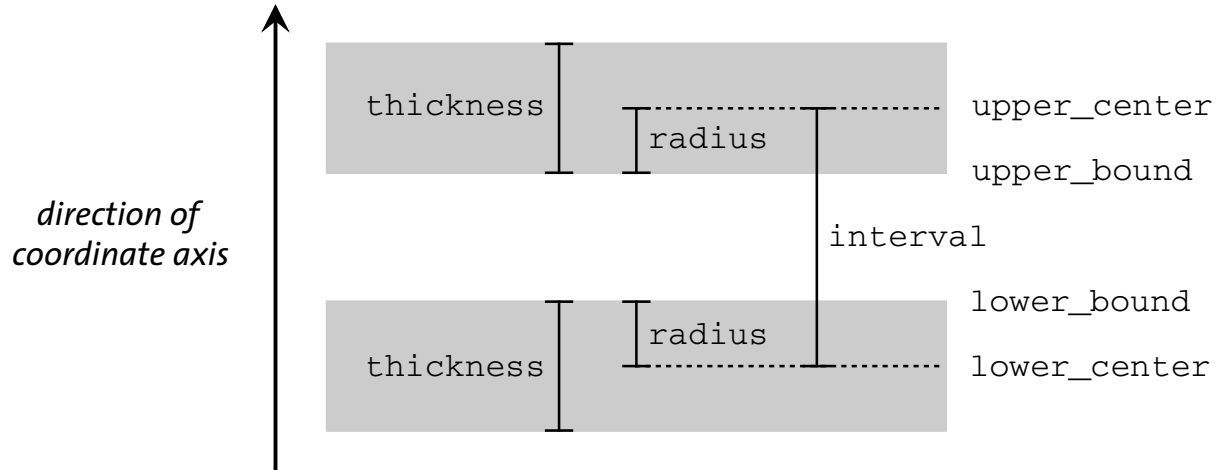 thickness
upper_center
radius
upper_bound
direction of
coordinate axis
interval
lower_bound
radius
thickness
lower_center